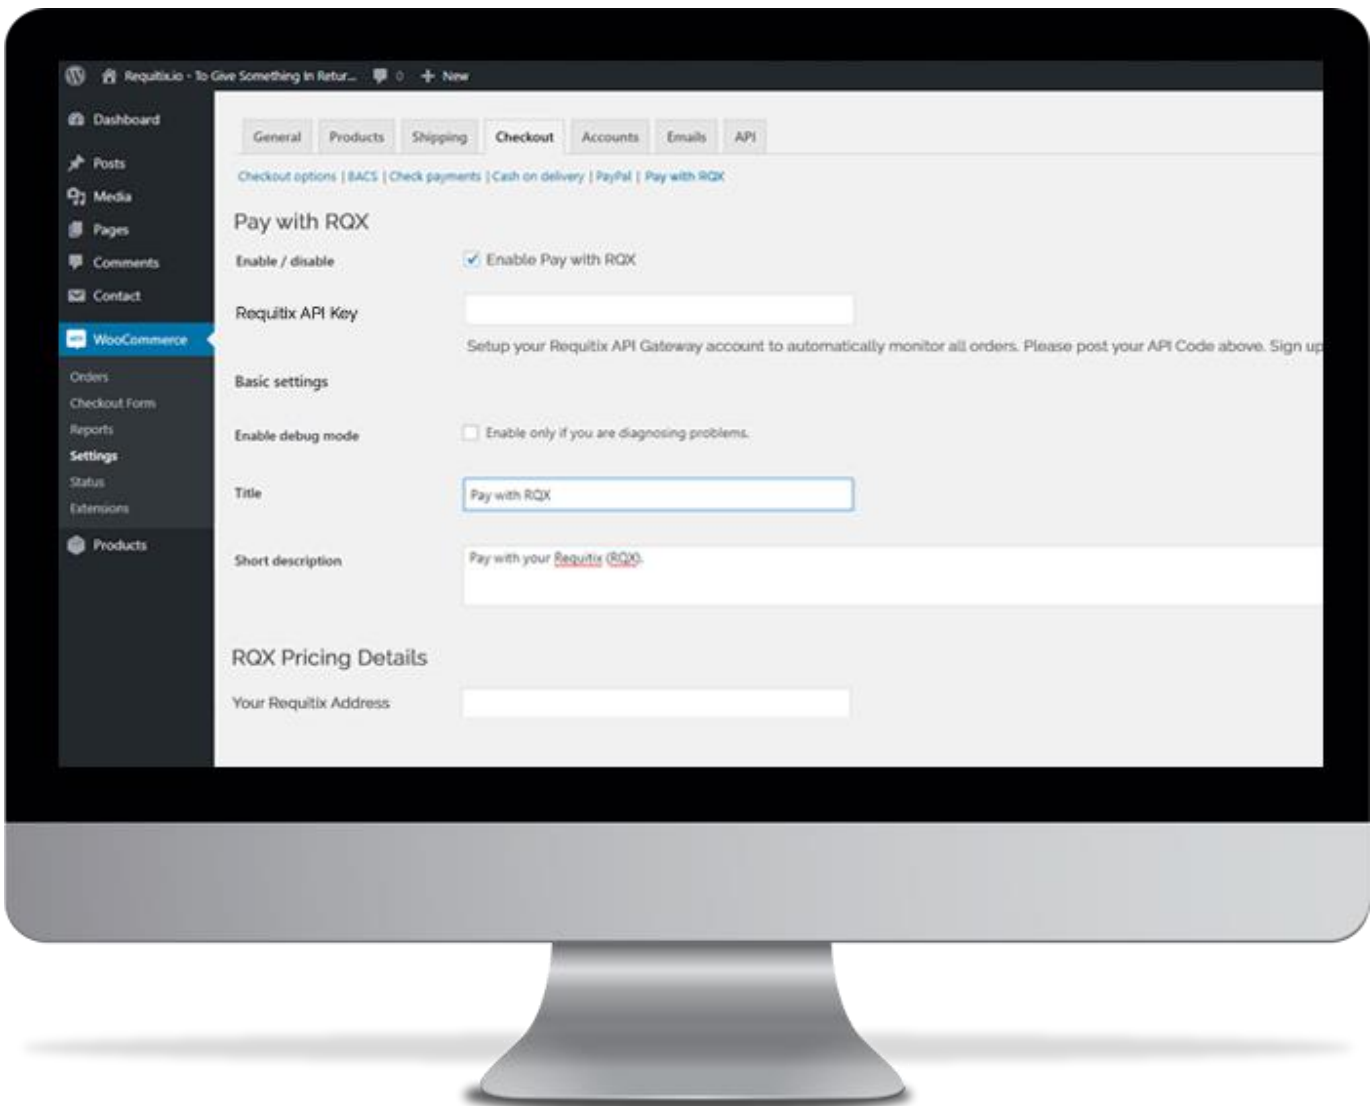 Requitix.io - To Give Something In Retur... 0 + New
Dashboard
Posts
Media
Pages
Comments
Contact
WooCommerce
Orders
Checkout Form
Reports
Settings
Status
Extensions
Products
General Products Shipping Checkout Accounts Emails API
Checkout options | BACS | Check payments | Cash on delivery | PayPal | Pay with RQX
Pay with RQX
Enable / disable Enable Pay with RQX
Requitix API Key
Setup your Requitix API Gateway account to automatically monitor all orders. Please post your API Code above. Sign up
Basic settings
Enable debug mode Enable only if you are diagnosing problems.
Title Pay with RQX
Short description Pay with your Requitix (RQX).
RQX Pricing Details
Your Requitix Address